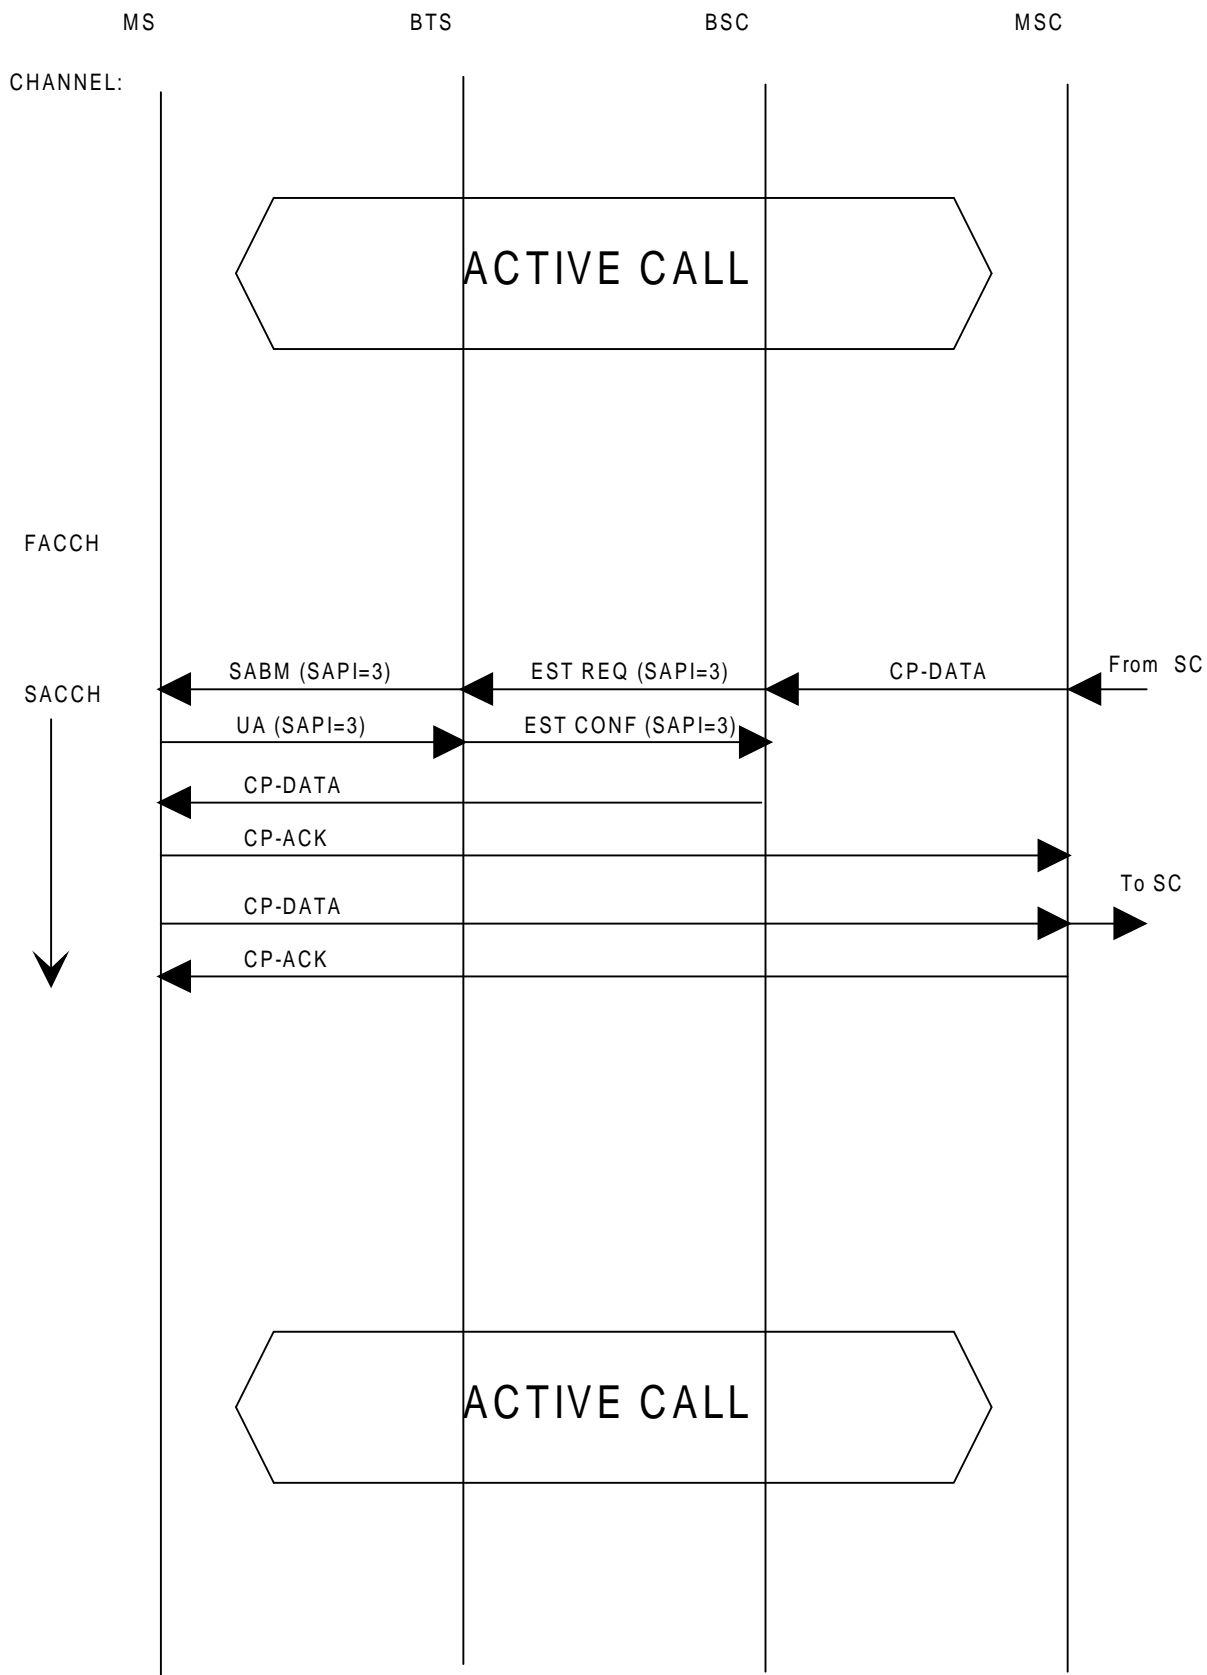 MS BTS BSC MSC
CHANNEL:
ACTIVE CALL
FACCH
SABM (SAPI=3) EST REQ (SAPI=3) CP-DATA From SC
SACCH
UA (SAPI=3) EST CONF (SAPI=3)
CP-DATA
CP-ACK
To SC
CP-DATA
CP-ACK
ACTIVE CALL